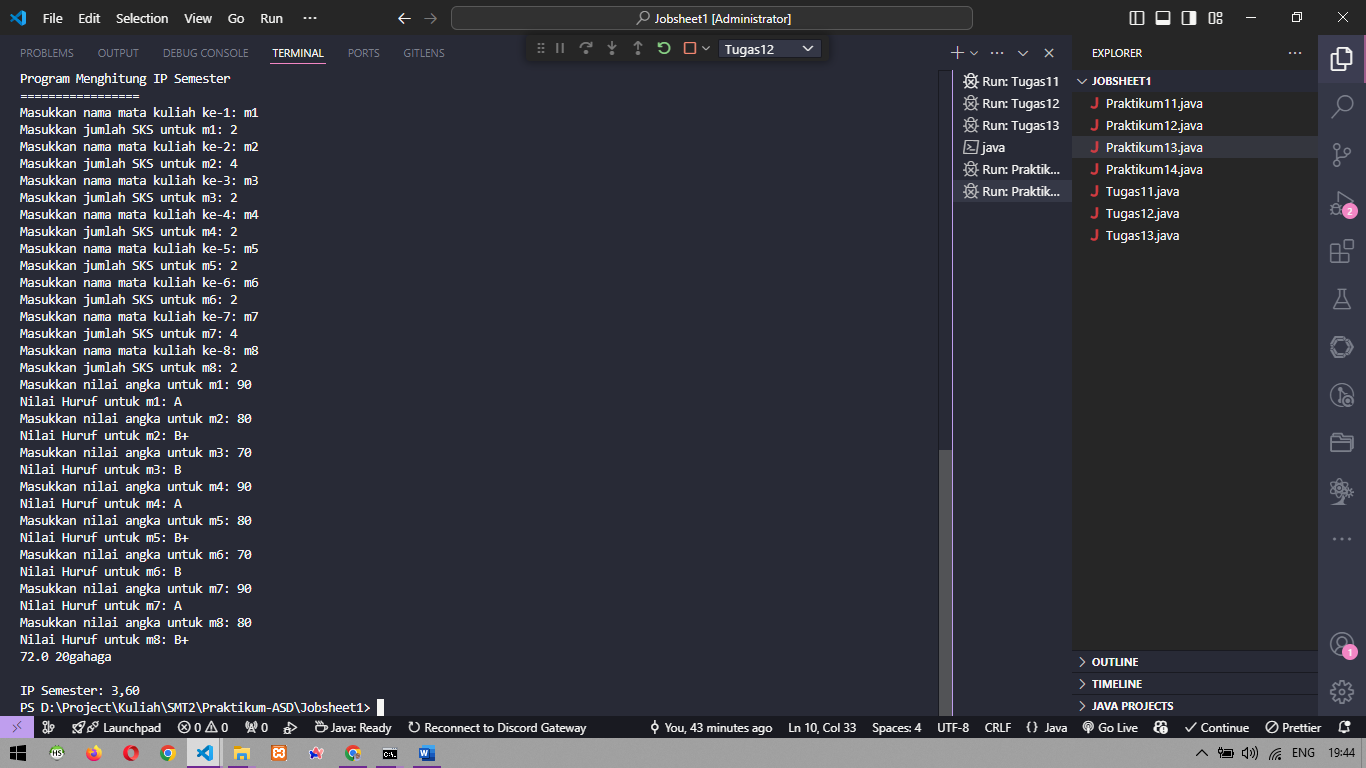 File Edit Selection View Go Run ··· Jobsheet1 [Administrator]
PROBLEMS OUTPUT DEBUG CONSOLE TERMINAL PORTS GITLENS Tugas12
Program Menghitung IP Semester
=================
Masukkan nama mata kuliah ke-1: m1
Masukkan jumlah SKS untuk m1: 2
Masukkan nama mata kuliah ke-2: m2
Masukkan jumlah SKS untuk m2: 4
Masukkan nama mata kuliah ke-3: m3
Masukkan jumlah SKS untuk m3: 2
Masukkan nama mata kuliah ke-4: m4
Masukkan jumlah SKS untuk m4: 2
Masukkan nama mata kuliah ke-5: m5
Masukkan jumlah SKS untuk m5: 2
Masukkan nama mata kuliah ke-6: m6
Masukkan jumlah SKS untuk m6: 2
Masukkan nama mata kuliah ke-7: m7
Masukkan jumlah SKS untuk m7: 4
Masukkan nama mata kuliah ke-8: m8
Masukkan jumlah SKS untuk m8: 2
Masukkan nilai angka untuk m1: 90
Nilai Huruf untuk m1: A
Masukkan nilai angka untuk m2: 80
Nilai Huruf untuk m2: B+
Masukkan nilai angka untuk m3: 70
Nilai Huruf untuk m3: B
Masukkan nilai angka untuk m4: 90
Nilai Huruf untuk m4: A
Masukkan nilai angka untuk m5: 80
Nilai Huruf untuk m5: B+
Masukkan nilai angka untuk m6: 70
Nilai Huruf untuk m6: B
Masukkan nilai angka untuk m7: 90
Nilai Huruf untuk m7: A
Masukkan nilai angka untuk m8: 80
Nilai Huruf untuk m8: B+
72.0 20gahaga
IP Semester: 3,60
PS D:\Project\Kuliah\SMT2\Praktikum-ASD\Jobsheet1>
Run: Tugas11
Run: Tugas12
Run: Tugas13
java
Run: Praktik...
Run: Praktik...
EXPLORER
JOBSHEET1
J Praktikum11.java
J Praktikum12.java
J Praktikum13.java
J Praktikum14.java
J Tugas11.java
J Tugas12.java
J Tugas13.java
OUTLINE
TIMELINE
JAVA PROJECTS
2
1
Launchpad 0 0 0 Java: Ready Reconnect to Discord Gateway You, 43 minutes ago Ln 10, Col 33 Spaces: 4 UTF-8 CRLF {} Java Go Live Continue Prettier
HS W ENG 19:44